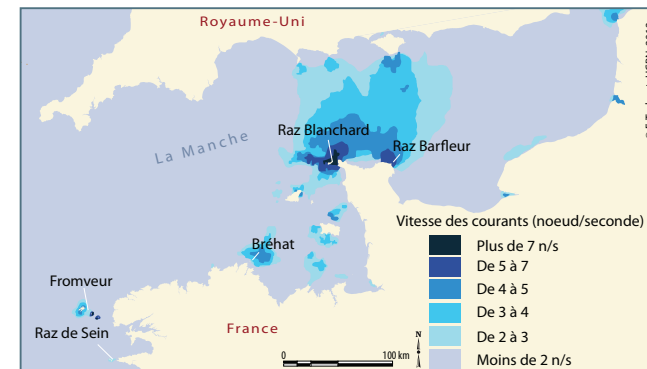 Royaume-Uni
La Manche
Raz Blanchard
Raz Barfleur
Bréhat
Fromveur
Raz de Sein
France
Vitesse des courants (noeud/seconde)
Plus de 7 n/s
De 5 à 7
De 4 à 5
De 3 à 4
De 2 à 3
Moins de 2 n/s
N
0 100 km